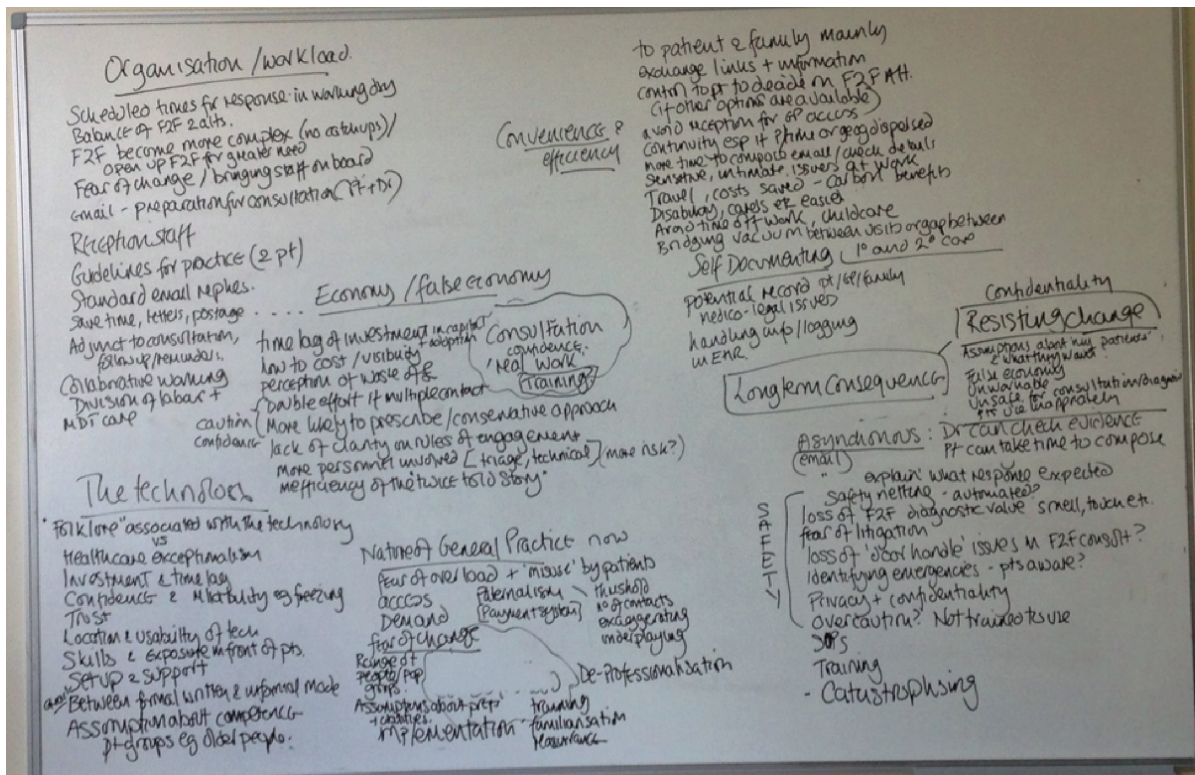 Organisation/workload.
Scheduled times for response in working day
Balance of F2F & alts.
F2F become more complex (no catchups)/
open up F2F for greater need
Fear of change / bringing staff on board
email - preparation for consultation (Pt + Dr)
Reception staff
Guidelines for practice (& pt)
Standard email replies.
Save time, letters, postage ....
Adjunct to consultation,
follow up/reminders.
Collaborative working
Division of labour +
MDT care
Economy/false economy
time lag of investment in capital
+ adoption
how to cost / visibility
perception of waste of £
Double effort if multiple contact
caution
More likely to prescribe/conservative approach
confidence
lack of clarity on rules of engagement
more personnel involved [triage, technical] (more risk?)
inefficiency of the twice told story"
Consultation
confidence.
'Real work'
Training
The technology
"Folklore" associated with the technology
vs
Healthcare exceptionalism
Investment & time lag
Confidence & reliability eg freezing
Trust
Location & usability of tech
Skills & exposure in front of pts.
Setup & support
Between formal written & informal mode
Assumption about competence
pt groups eg older people.
Nature of General Practice now
fear of overload + 'misuse' by patients
access
Demand
Paternalism
(Payment system)
threshold
no of contacts
exaggerating
underplaying
fear of change
Range of
people/pop
groups.
De-Professionalisation
Assumptions about prefs
+ capabilities.
implementation
training
familiarisation
reassurance
Convenience &
efficiency
to patient & family mainly
exchange links + information
control to pt to decide on F2F Alt.
(if other options are available)
avoid reception for GP access
Continuity esp if phone or geog dispersed
more time to compose email / check details
Sensitive, intimate issues at work
Travel, costs saved - carbon benefits
Disability, carers etc easier
Avoid time off work, childcare
Bridging vacuum between visits or gap between
1° and 2° care
Self Documenting
potential record pt/GP/family
medico-legal issues
handling info/logging
in EHR.
Confidentiality
Resisting change
Assumptions about 'my patients'
& 'what they want'
False economy
Unworkable
Unsafe for consultation/diagnosis
Pts use inappropriately
Longterm Consequences
Asynchronous : Dr can check evidence
(email) Pt can take time to compose
explain' what response expected
SAFETY
Safety netting - automated?
loss of F2F diagnostic value smell, touch etc.
fear of litigation
loss of 'door handle' issues in F2F consult?
Identifying emergencies - pts aware?
Privacy + confidentiality
overcaution? Not trained to use
SOPs
Training
- Catastrophising